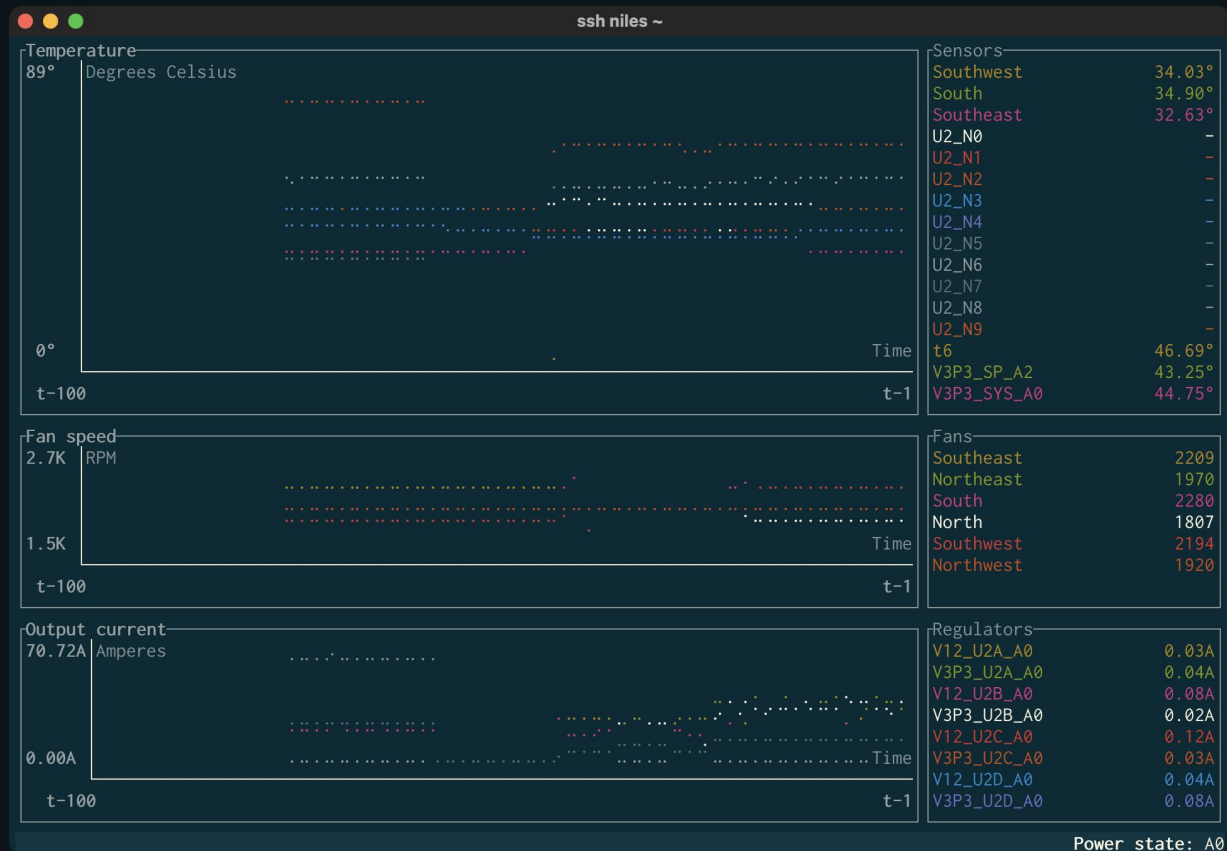 ssh niles ~
Temperature
89° Degrees Celsius
0° Time
t-100 t-1
Sensors
Southwest 34.03°
South 34.90°
Southeast 32.63°
U2_N0 -
U2_N1 -
U2_N2 -
U2_N3 -
U2_N4 -
U2_N5 -
U2_N6 -
U2_N7 -
U2_N8 -
U2_N9 -
t6 46.69°
V3P3_SP_A2 43.25°
V3P3_SYS_A0 44.75°
Fan speed
2.7K RPM
1.5K Time
t-100 t-1
Fans
Southeast 2209
Northeast 1970
South 2280
North 1807
Southwest 2194
Northwest 1920
Output current
70.72A Amperes
0.00A Time
t-100 t-1
Regulators
V12_U2A_A0 0.03A
V3P3_U2A_A0 0.04A
V12_U2B_A0 0.08A
V3P3_U2B_A0 0.02A
V12_U2C_A0 0.12A
V3P3_U2C_A0 0.03A
V12_U2D_A0 0.04A
V3P3_U2D_A0 0.08A
Power state: A0